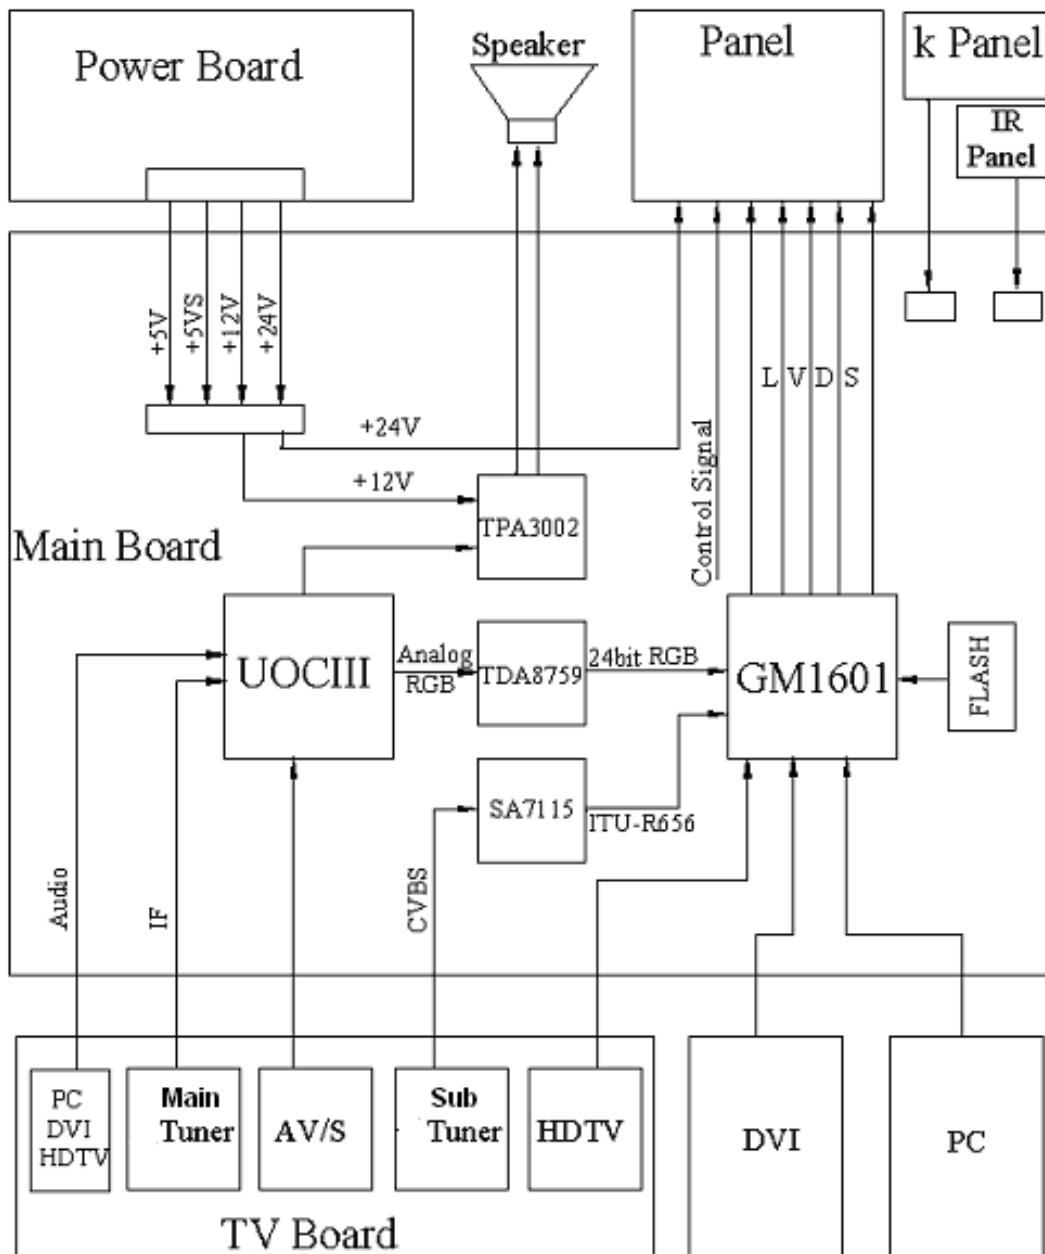 Power Board
Speaker
Panel
k Panel
IR
Panel
+5V
+5VS
+12V
+24V
L V D S
+24V
+12V
Control Signal
TPA3002
Main Board
UOCIII
Analog
RGB
TDA8759
24bit RGB
GM1601
FLASH
SA7115
ITU-R656
Audio
IF
CVBS
PC
DVI
HDTV
Main
Tuner
AV/S
Sub
Tuner
HDTV
DVI
PC
TV Board